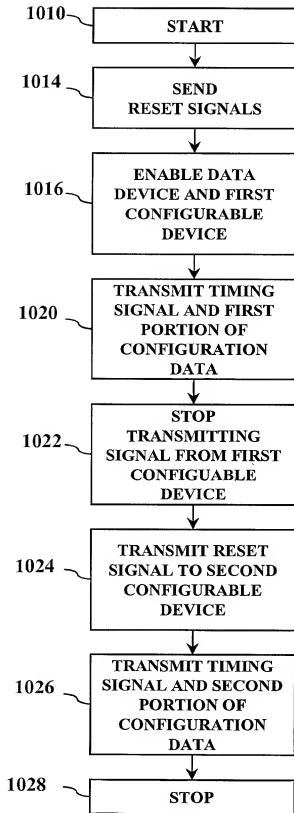 1010
START
1014
SEND
RESET SIGNALS
1016
ENABLE DATA
DEVICE AND FIRST
CONFIGURABLE
DEVICE
1020
TRANSMIT TIMING
SIGNAL AND FIRST
PORTION OF
CONFIGURATION
DATA
1022
STOP
TRANSMITTING
SIGNAL FROM FIRST
CONFIGUABLE
DEVICE
1024
TRANSMIT RESET
SIGNAL TO SECOND
CONFIGURABLE
DEVICE
1026
TRANSMIT TIMING
SIGNAL AND SECOND
PORTION OF
CONFIGURATION
DATA
1028
STOP